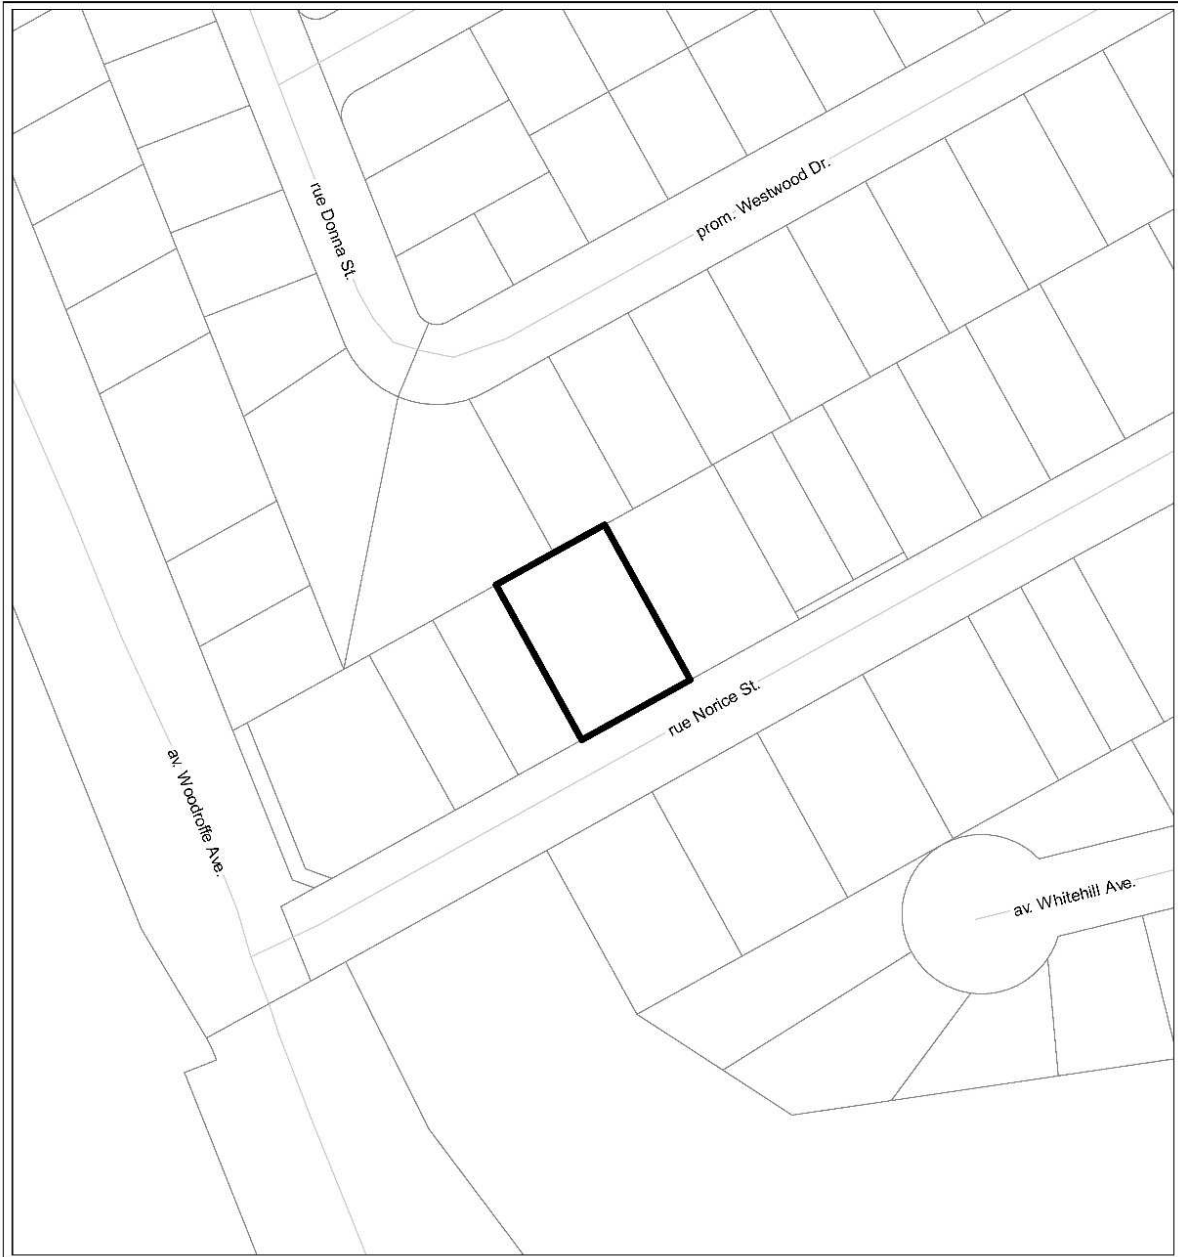 rue Donna St.
prom. Westwood Dr.
rue Norice St.
av. Woodroffe Ave.
av. Whitehill Ave.